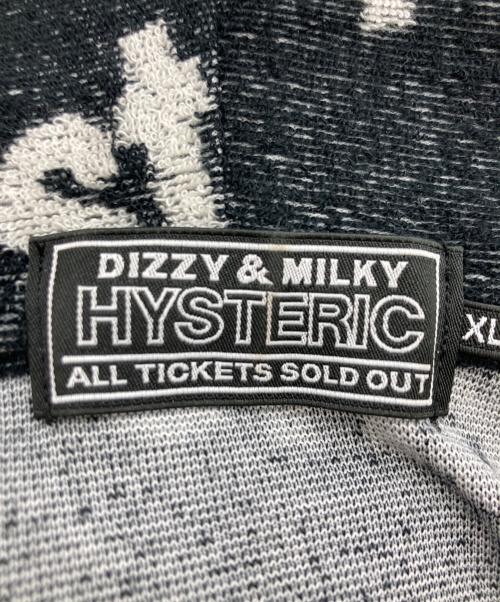 DIZZY & MILKY
HYSTERIC
ALL TICKETS SOLD OUT
XL